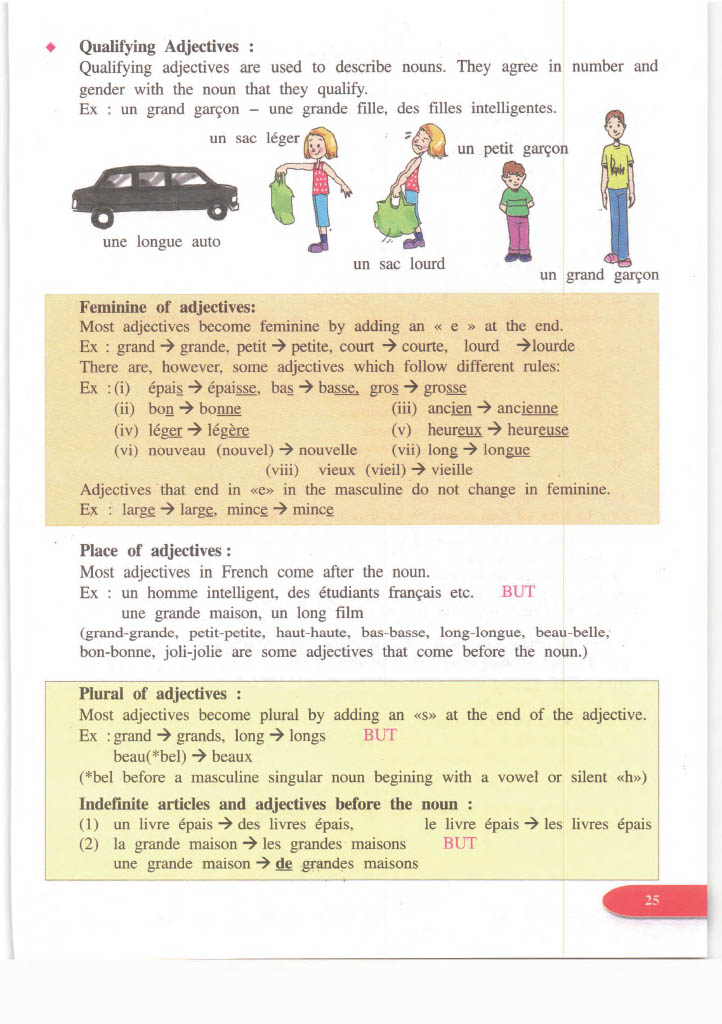 ◆ Qualifying Adjectives :
Qualifying adjectives are used to describe nouns. They agree in number and
gender with the noun that they qualify.
Ex : un grand garçon – une grande fille, des filles intelligentes.
un sac léger
un petit garçon
une longue auto
un sac lourd
un grand garçon
Feminine of adjectives:
Most adjectives become feminine by adding an « e » at the end.
Ex : grand → grande, petit → petite, court → courte, lourd →lourde
There are, however, some adjectives which follow different rules:
Ex :(i) épais → épaisse, bas → basse, gros → grosse
(ii) bon → bonne (iii) ancien → ancienne
(iv) léger → légère (v) heureux → heureuse
(vi) nouveau (nouvel) → nouvelle (vii) long → longue
(viii) vieux (vieil) → vieille
Adjectives that end in «e» in the masculine do not change in feminine.
Ex : large → large, mince → mince
Place of adjectives :
Most adjectives in French come after the noun.
Ex : un homme intelligent, des étudiants français etc. BUT
une grande maison, un long film
(grand-grande, petit-petite, haut-haute, bas-basse, long-longue, beau-belle,
bon-bonne, joli-jolie are some adjectives that come before the noun.)
Plural of adjectives :
Most adjectives become plural by adding an «s» at the end of the adjective.
Ex : grand → grands, long → longs BUT
beau(*bel) → beaux
(*bel before a masculine singular noun begining with a vowel or silent «h»)
Indefinite articles and adjectives before the noun :
(1) un livre épais → des livres épais, le livre épais → les livres épais
(2) la grande maison → les grandes maisons BUT
une grande maison → de grandes maisons
25